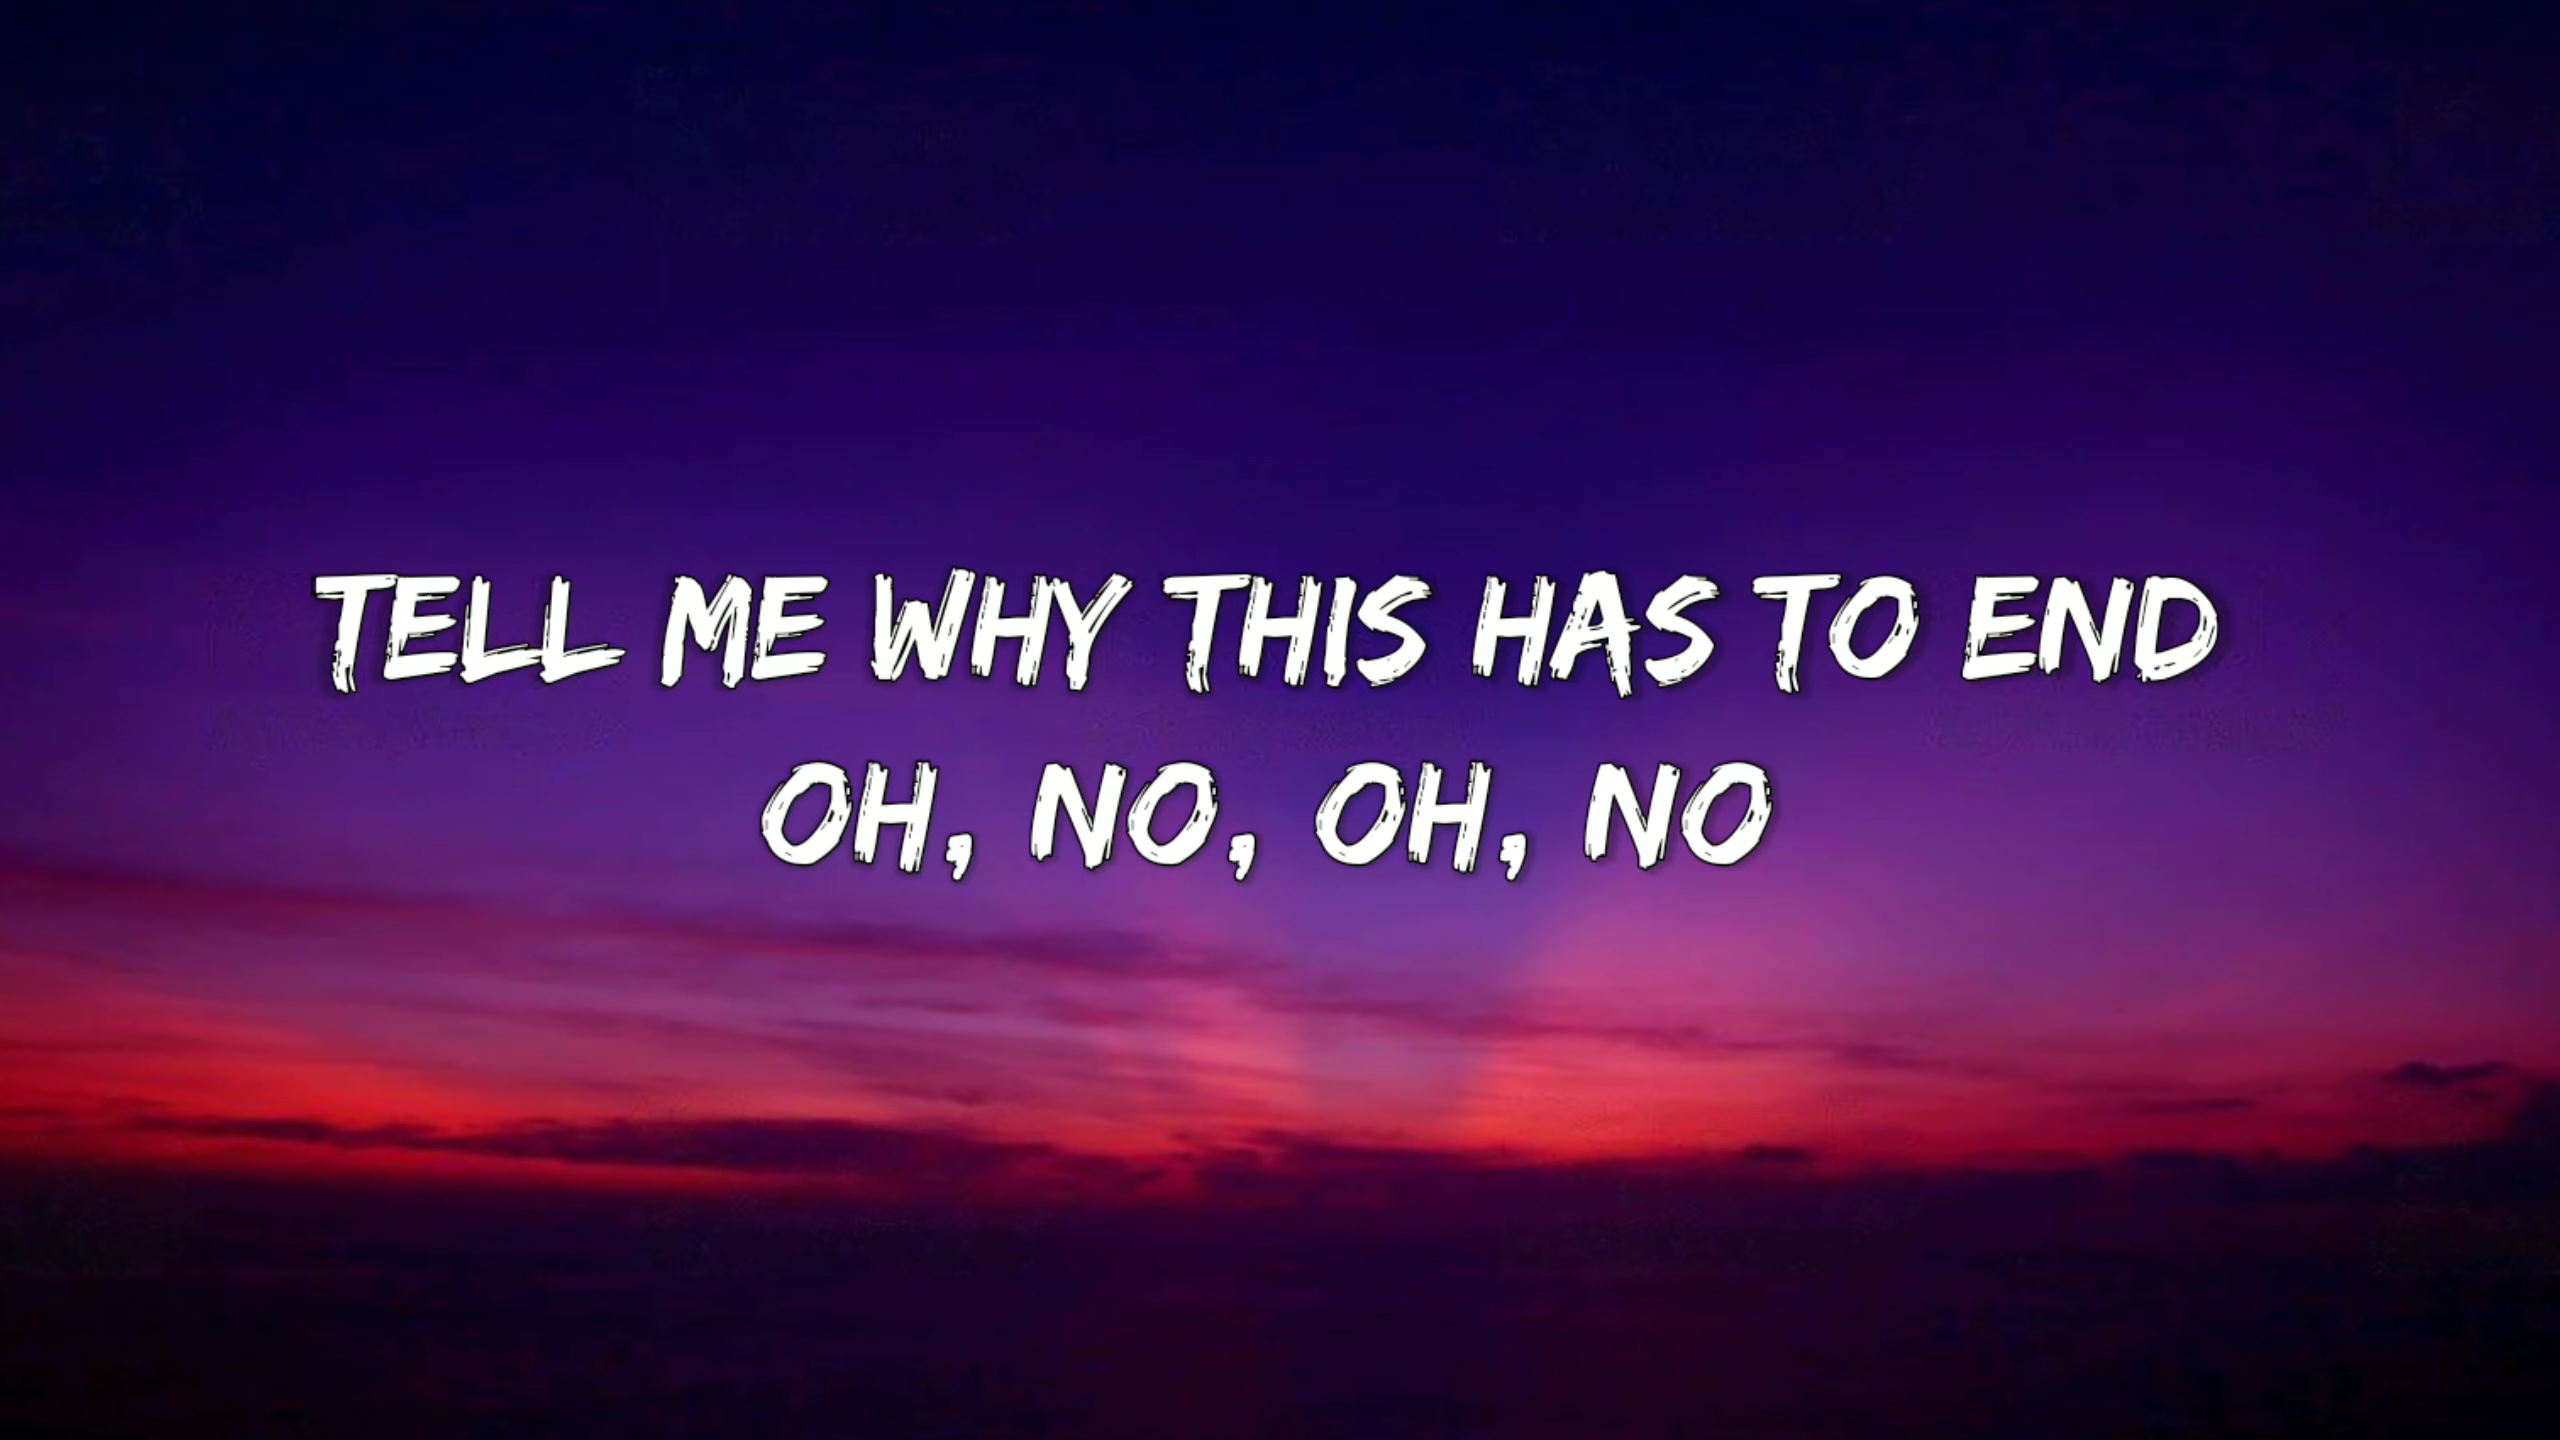 TELL ME WHY THIS HAS TO END
OH, NO, OH, NO